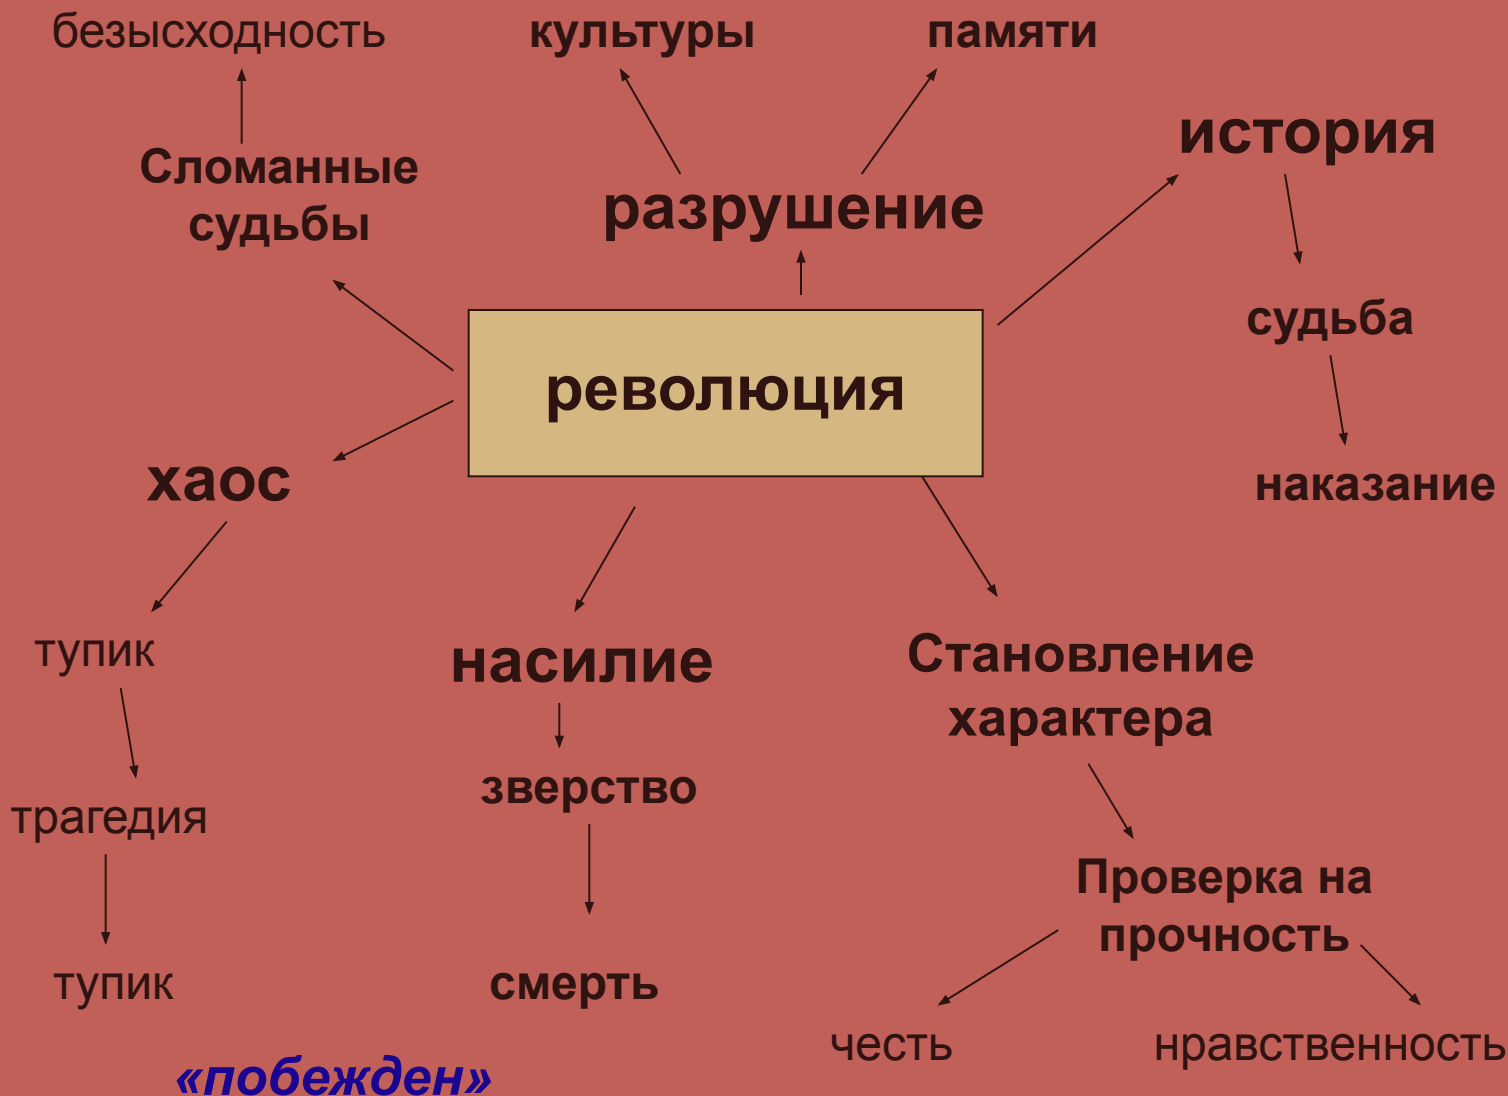 безысходность
культуры
памяти
история
Сломанные
судьбы
разрушение
судьба
революция
хаос
наказание
тупик
насилие
Становление
характера
зверство
трагедия
Проверка на
прочность
тупик
смерть
честь
нравственность
«побежден»